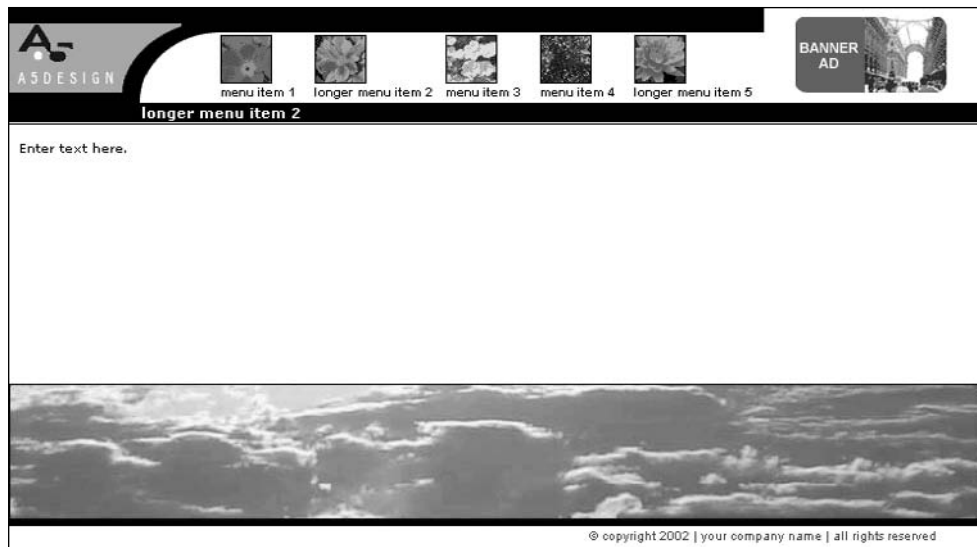 A5
A5DESIGN
BANNER
AD
menu item 1 longer menu item 2 menu item 3 menu item 4 longer menu item 5
longer menu item 2
Enter text here.
© copyright 2002 | your company name | all rights reserved